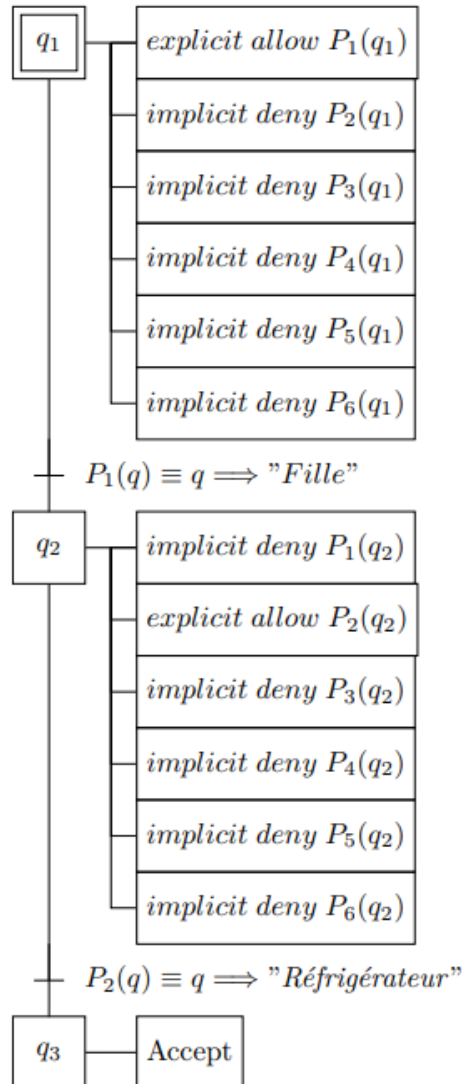 q₁ explicit allow P₁(q₁)
implicit deny P₂(q₁)
implicit deny P₃(q₁)
implicit deny P₄(q₁)
implicit deny P₅(q₁)
implicit deny P₆(q₁)
P₁(q) ≡ q ⟹ ”Fille”
q₂ implicit deny P₁(q₂)
explicit allow P₂(q₂)
implicit deny P₃(q₂)
implicit deny P₄(q₂)
implicit deny P₅(q₂)
implicit deny P₆(q₂)
P₂(q) ≡ q ⟹ ”Réfrigérateur”
q₃ Accept